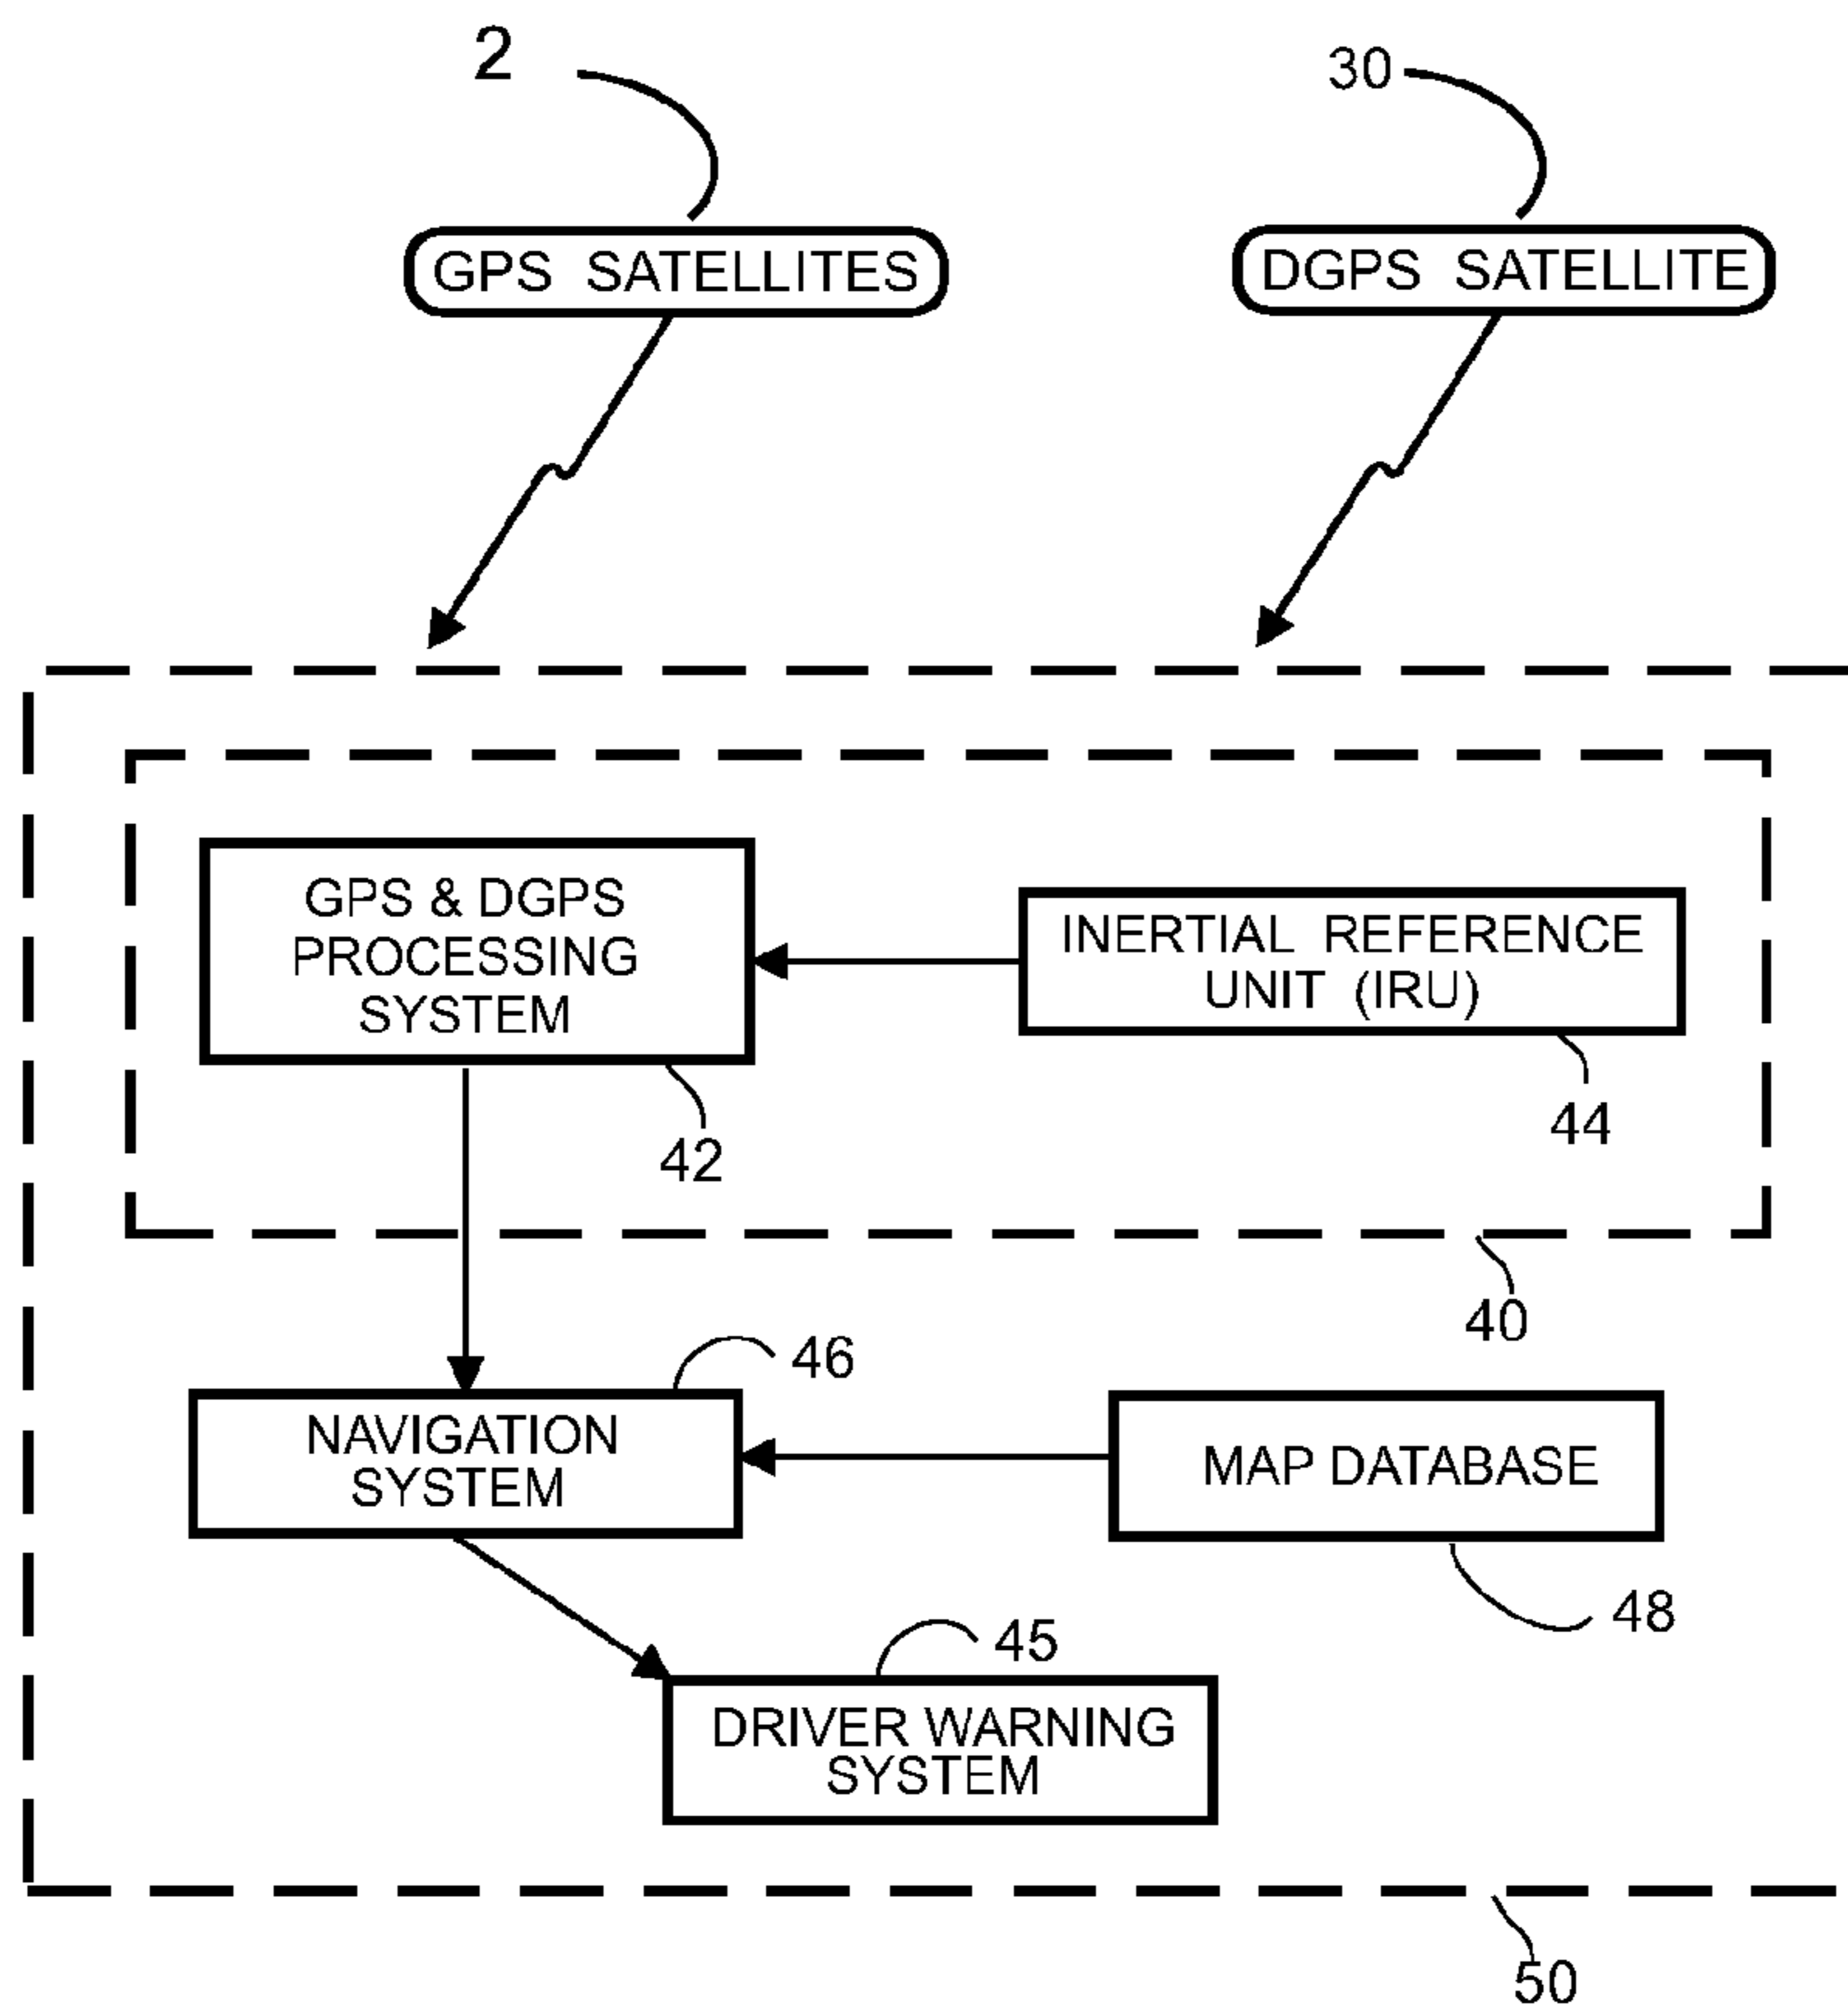 2
30
GPS SATELLITES
DGPS SATELLITE
GPS & DGPS
PROCESSING
SYSTEM
INERTIAL REFERENCE
UNIT (IRU)
42
44
40
46
NAVIGATION
SYSTEM
MAP DATABASE
48
45
DRIVER WARNING
SYSTEM
50